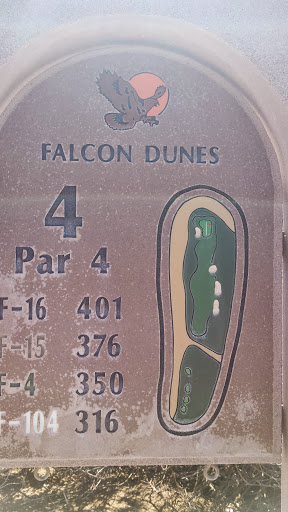 FALCON DUNES
4
Par 4
F-16 401
F-15 376
F-4 350
F-104 316